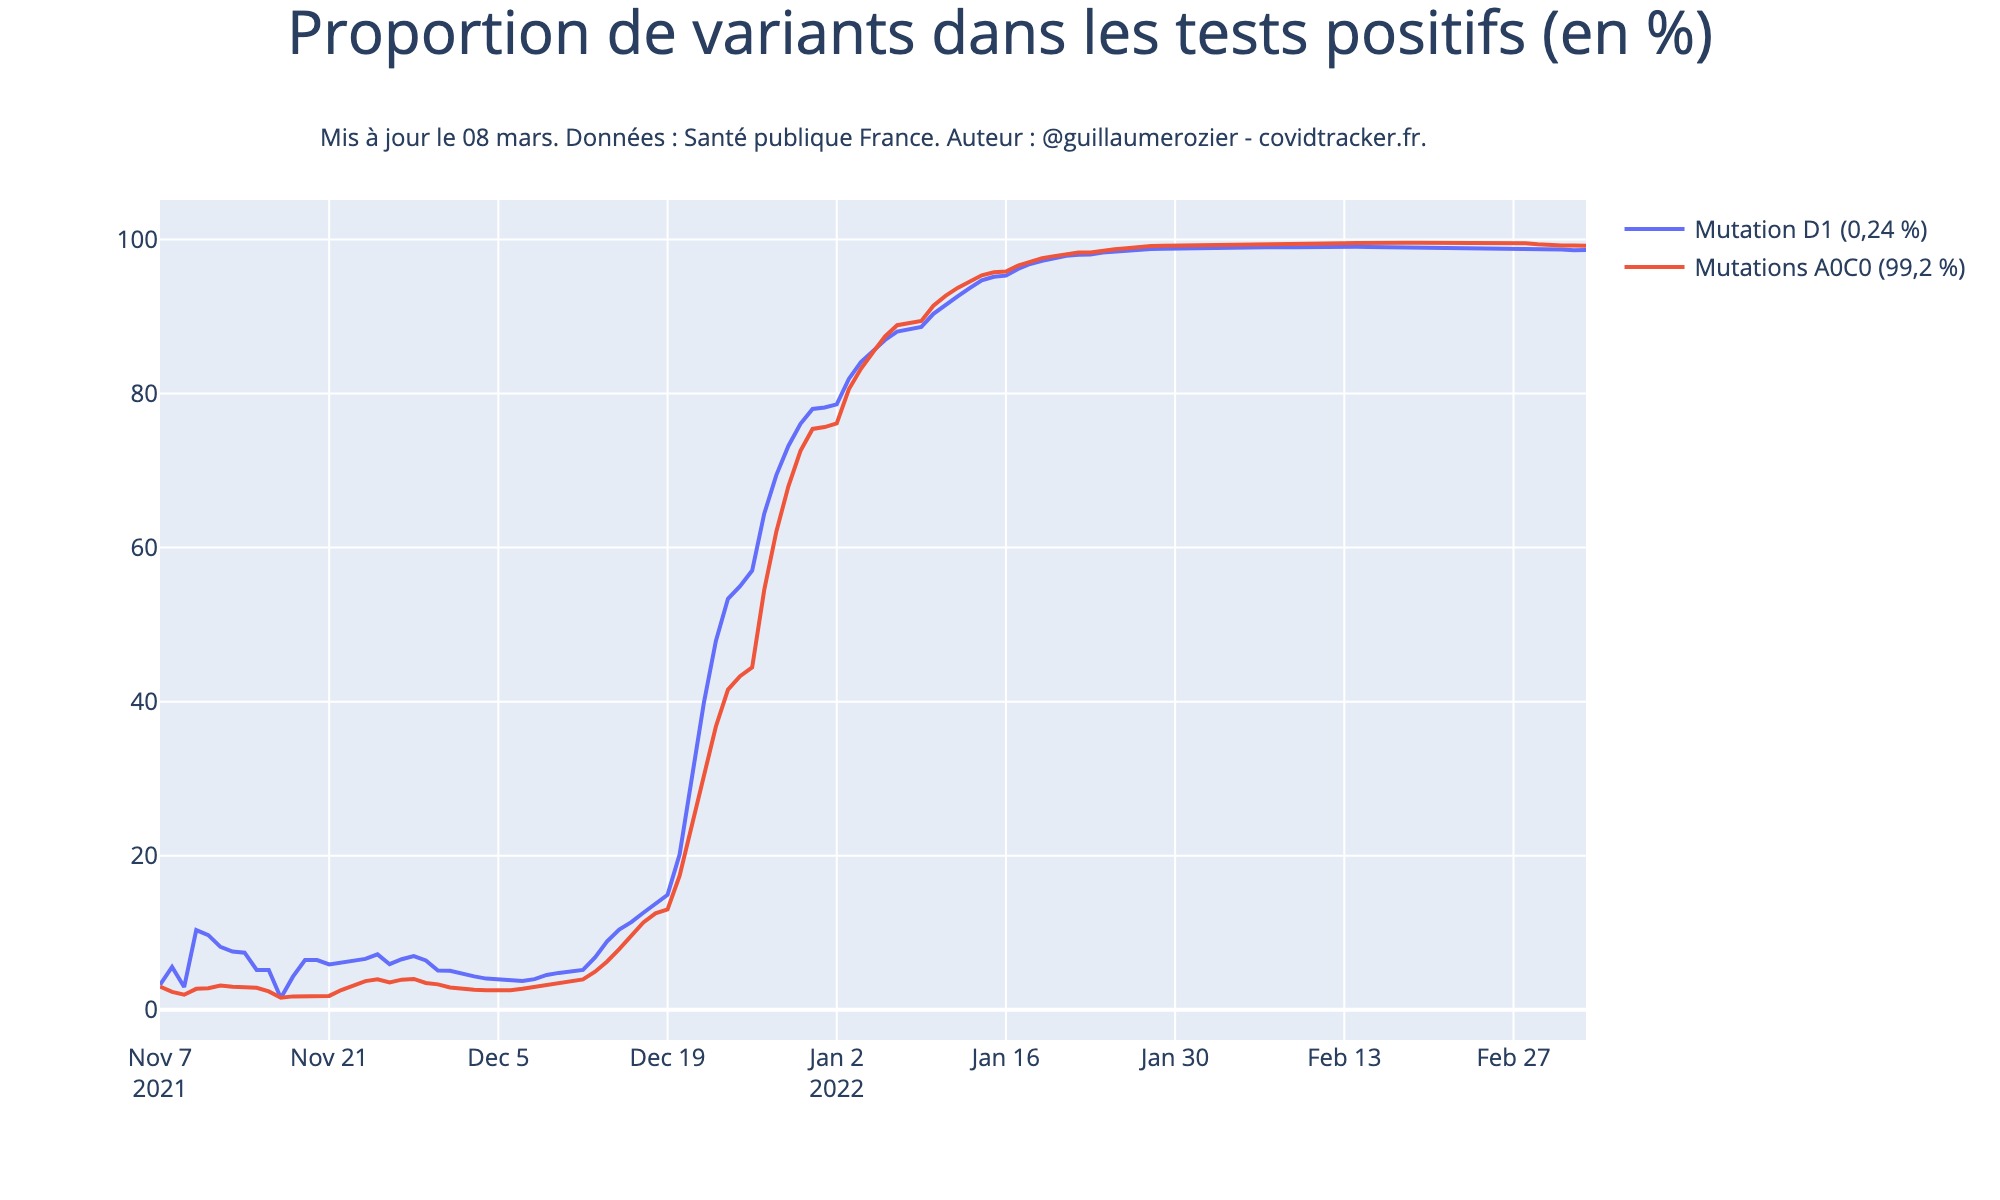 Proportion de variants dans les tests positifs (en %)
Mis à jour le 08 mars. Données : Santé publique France. Auteur : @guillaumerozier - covidtracker.fr.
Mutation D1 (0,24 %)
Mutations A0C0 (99,2 %)
100
80
60
40
20
0
Nov 7 Nov 21 Dec 5 Dec 19 Jan 2 Jan 16 Jan 30 Feb 13 Feb 27
2021 2022